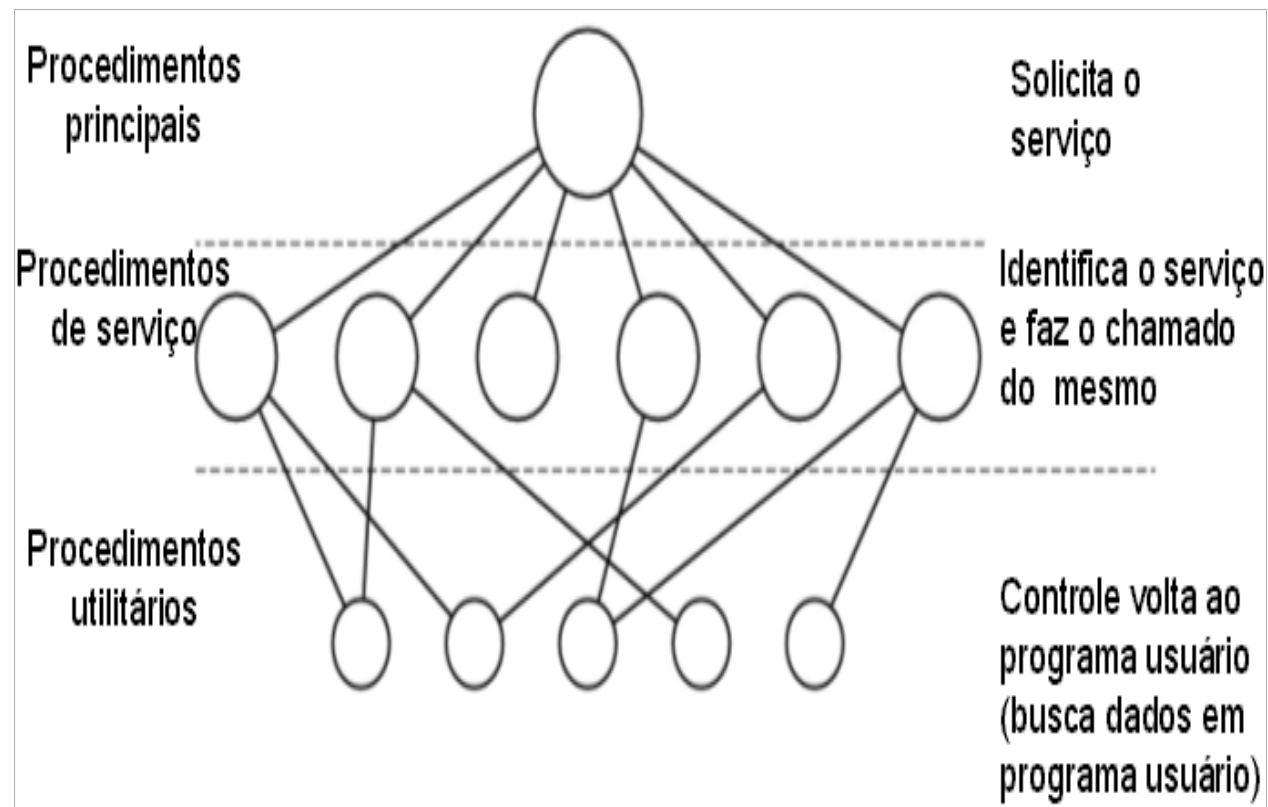 Procedimentos
principais
Solicita o
serviço
Procedimentos
de serviço
Identifica o serviço
e faz o chamado
do mesmo
Procedimentos
utilitários
Controle volta ao
programa usuário
(busca dados em
programa usuário)